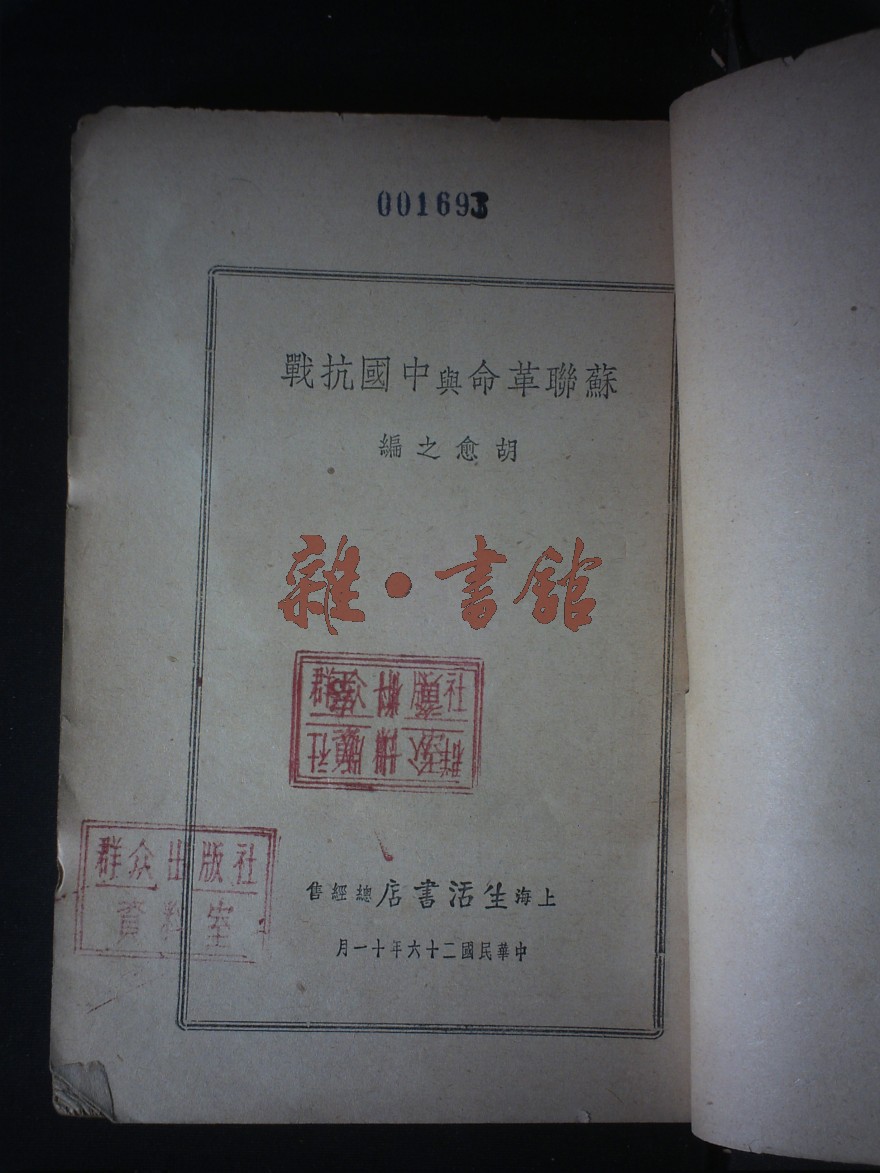 001693
蘇聯革命與中國抗戰
胡愈之編
雜•書館
群众出版社
資料室
上海生活書店總經售
中華民國二十六年十一月